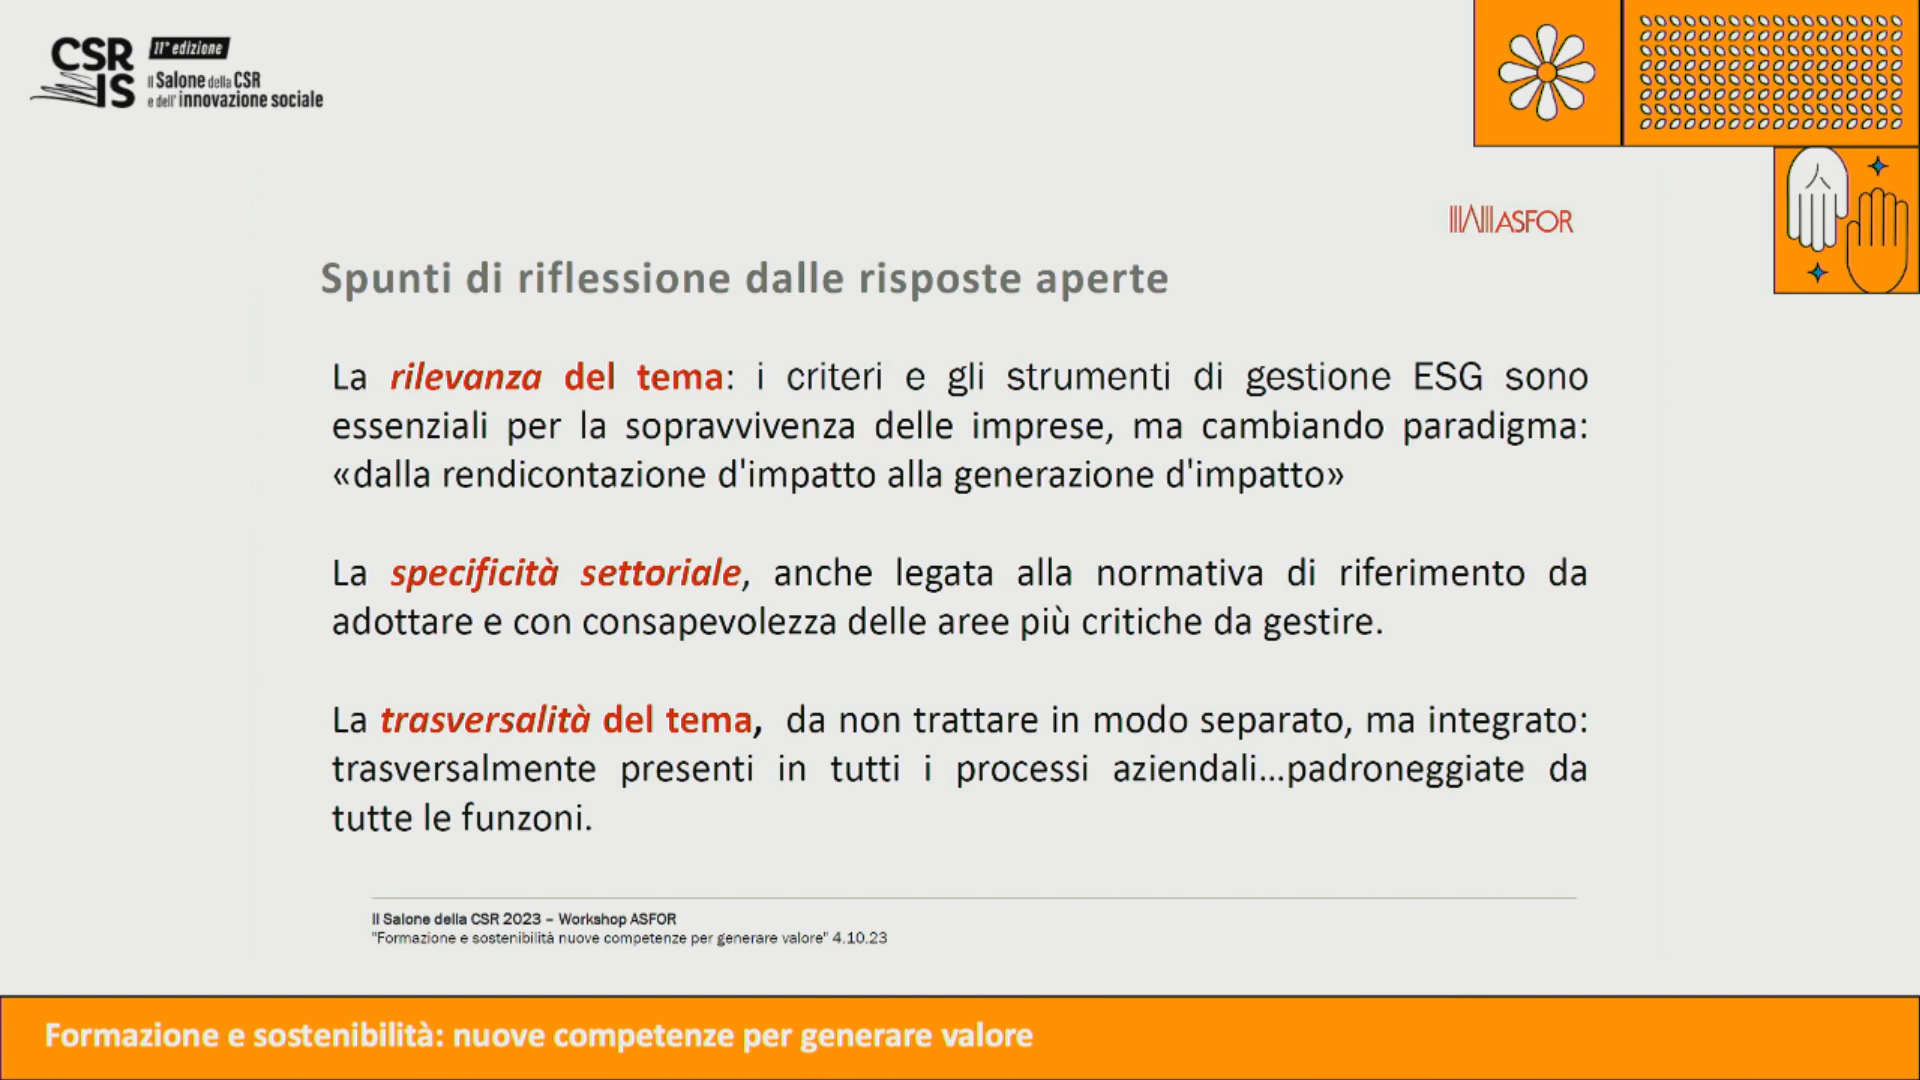 CSR
IS
11ª edizione
Il Salone della CSR
e dell'innovazione sociale
ASFOR
Spunti di riflessione dalle risposte aperte
La rilevanza del tema: i criteri e gli strumenti di gestione ESG sono
essenziali per la sopravvivenza delle imprese, ma cambiando paradigma:
«dalla rendicontazione d'impatto alla generazione d'impatto»
La specificità settoriale, anche legata alla normativa di riferimento da
adottare e con consapevolezza delle aree più critiche da gestire.
La trasversalità del tema, da non trattare in modo separato, ma integrato:
trasversalmente presenti in tutti i processi aziendali...padroneggiate da
tutte le funzoni.
Il Salone della CSR 2023 – Workshop ASFOR
"Formazione e sostenibilità nuove competenze per generare valore" 4.10.23
Formazione e sostenibilità: nuove competenze per generare valore